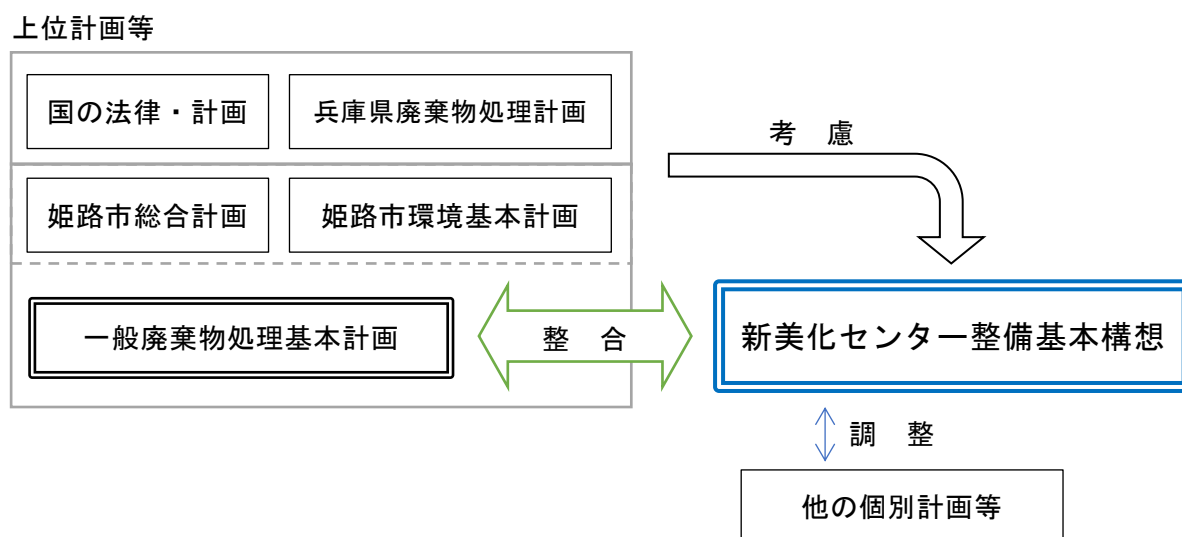 上位計画等
国の法律・計画
兵庫県廃棄物処理計画
考 慮
姫路市総合計画
姫路市環境基本計画
一般廃棄物処理基本計画
整 合
新美化センター整備基本構想
調 整
他の個別計画等